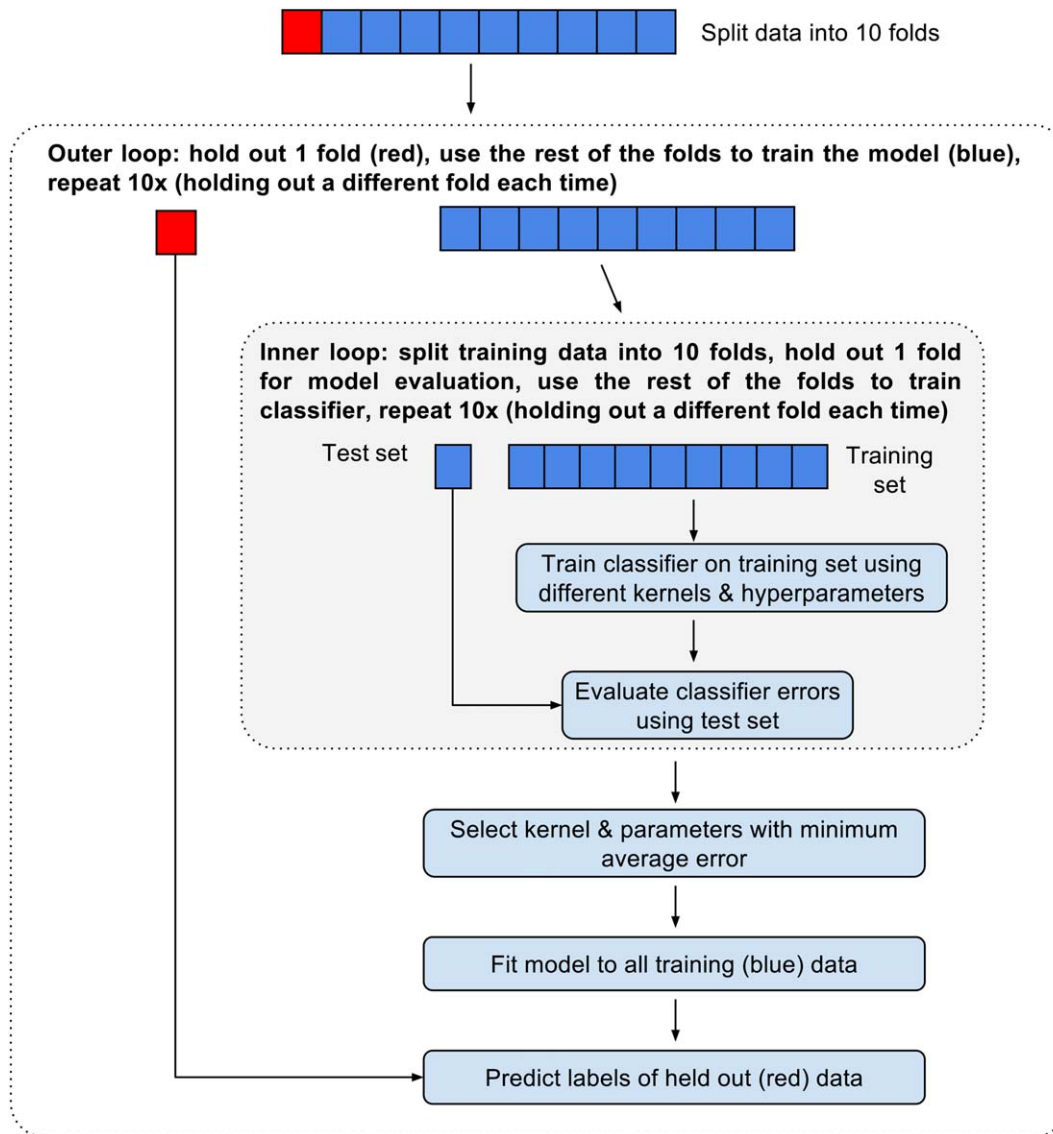 Split data into 10 folds
Outer loop: hold out 1 fold (red), use the rest of the folds to train the model (blue),
repeat 10x (holding out a different fold each time)
Inner loop: split training data into 10 folds, hold out 1 fold
for model evaluation, use the rest of the folds to train
classifier, repeat 10x (holding out a different fold each time)
Test set
Training
set
Train classifier on training set using
different kernels & hyperparameters
Evaluate classifier errors
using test set
Select kernel & parameters with minimum
average error
Fit model to all training (blue) data
Predict labels of held out (red) data